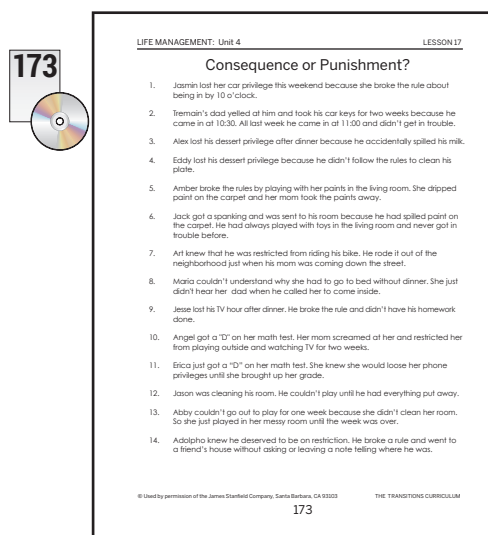 173
LIFE MANAGEMENT: Unit 4 LESSON 17
Consequence or Punishment?
1. Jasmin lost her car privilege this weekend because she broke the rule about
being in by 10 o'clock.
2. Tremain's dad yelled at him and took his car keys for two weeks because he
came in at 10:30. All last week he came in at 11:00 and didn't get in trouble.
3. Alex lost his dessert privilege after dinner because he accidentally spilled his milk.
4. Eddy lost his dessert privilege because he didn't follow the rules to clean his
plate.
5. Amber broke the rules by playing with her paints in the living room. She dripped
paint on the carpet and her mom took the paints away.
6. Jack got a spanking and was sent to his room because he had spilled paint on
the carpet. He had always played with toys in the living room and never got in
trouble before.
7. Art knew that he was restricted from riding his bike. He rode it out of the
neighborhood just when his mom was coming down the street.
8. Maria couldn't understand why she had to go to bed without dinner. She just
didn't hear her dad when he called her to come inside.
9. Jesse lost his TV hour after dinner. He broke the rule and didn't have his homework
done.
10. Angel got a "D" on her math test. Her mom screamed at her and restricted her
from playing outside and watching TV for two weeks.
11. Erica just got a "D" on her math test. She knew she would loose her phone
privileges until she brought up her grade.
12. Jason was cleaning his room. He couldn't play until he had everything put away.
13. Abby couldn't go out to play for one week because she didn't clean her room.
So she just played in her messy room until the week was over.
14. Adolpho knew he deserved to be on restriction. He broke a rule and went to
a friend's house without asking or leaving a note telling where he was.
© Used by permission of the James Stanfield Company, Santa Barbara, CA 93103 THE TRANSITIONS CURRICULUM
173